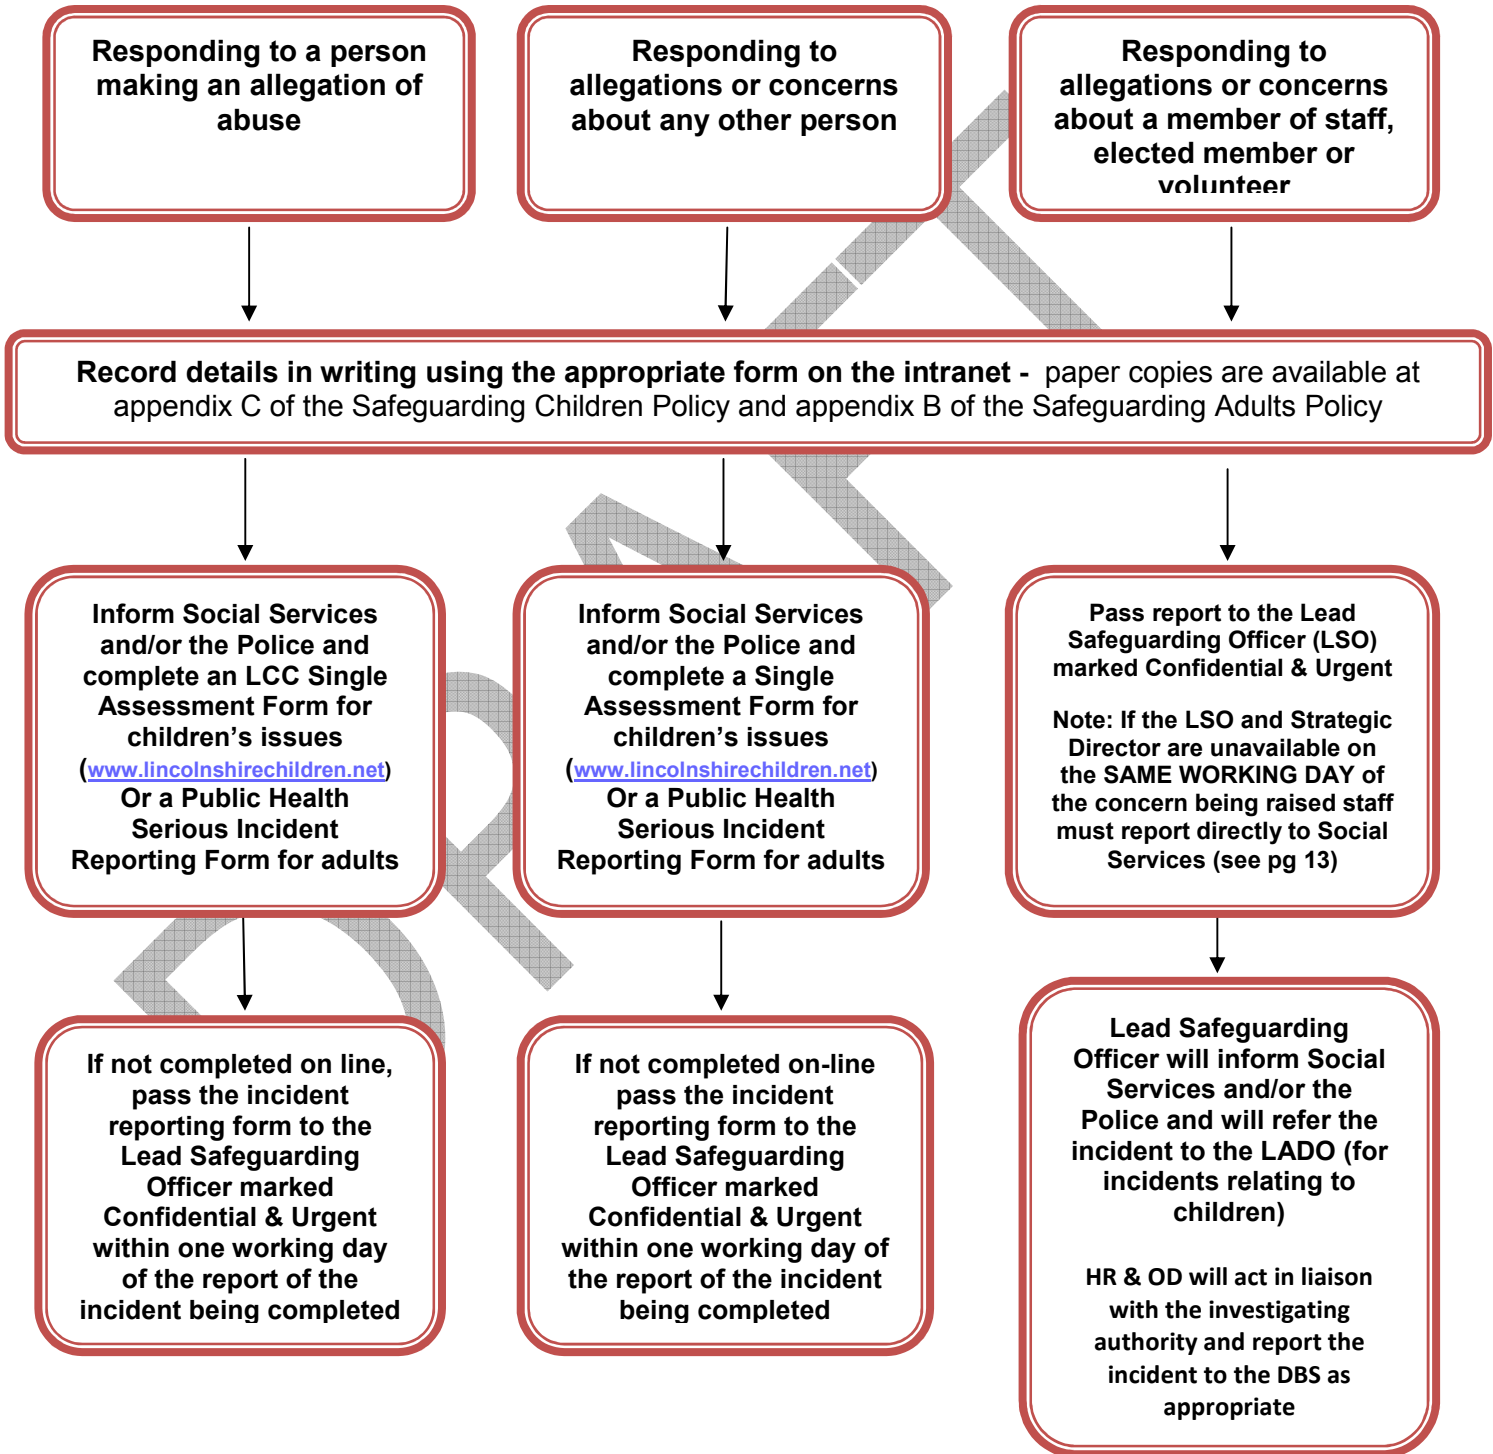 Responding to a person
making an allegation of
abuse
Responding to
allegations or concerns
about any other person
Responding to
allegations or concerns
about a member of staff,
elected member or
volunteer
Record details in writing using the appropriate form on the intranet - paper copies are available at
appendix C of the Safeguarding Children Policy and appendix B of the Safeguarding Adults Policy
Inform Social Services
and/or the Police and
complete an LCC Single
Assessment Form for
children’s issues
(www.lincolnshirechildren.net)
Or a Public Health
Serious Incident
Reporting Form for adults
Inform Social Services
and/or the Police and
complete a Single
Assessment Form for
children’s issues
(www.lincolnshirechildren.net)
Or a Public Health
Serious Incident
Reporting Form for adults
Pass report to the Lead
Safeguarding Officer (LSO)
marked Confidential & Urgent
Note: If the LSO and Strategic
Director are unavailable on
the SAME WORKING DAY of
the concern being raised staff
must report directly to Social
Services (see pg 13)
If not completed on line,
pass the incident
reporting form to the
Lead Safeguarding
Officer marked
Confidential & Urgent
within one working day
of the report of the
incident being completed
If not completed on-line
pass the incident
reporting form to the
Lead Safeguarding
Officer marked
Confidential & Urgent
within one working day of
the report of the incident
being completed
Lead Safeguarding
Officer will inform Social
Services and/or the
Police and will refer the
incident to the LADO (for
incidents relating to
children)
HR & OD will act in liaison
with the investigating
authority and report the
incident to the DBS as
appropriate
DRAFT